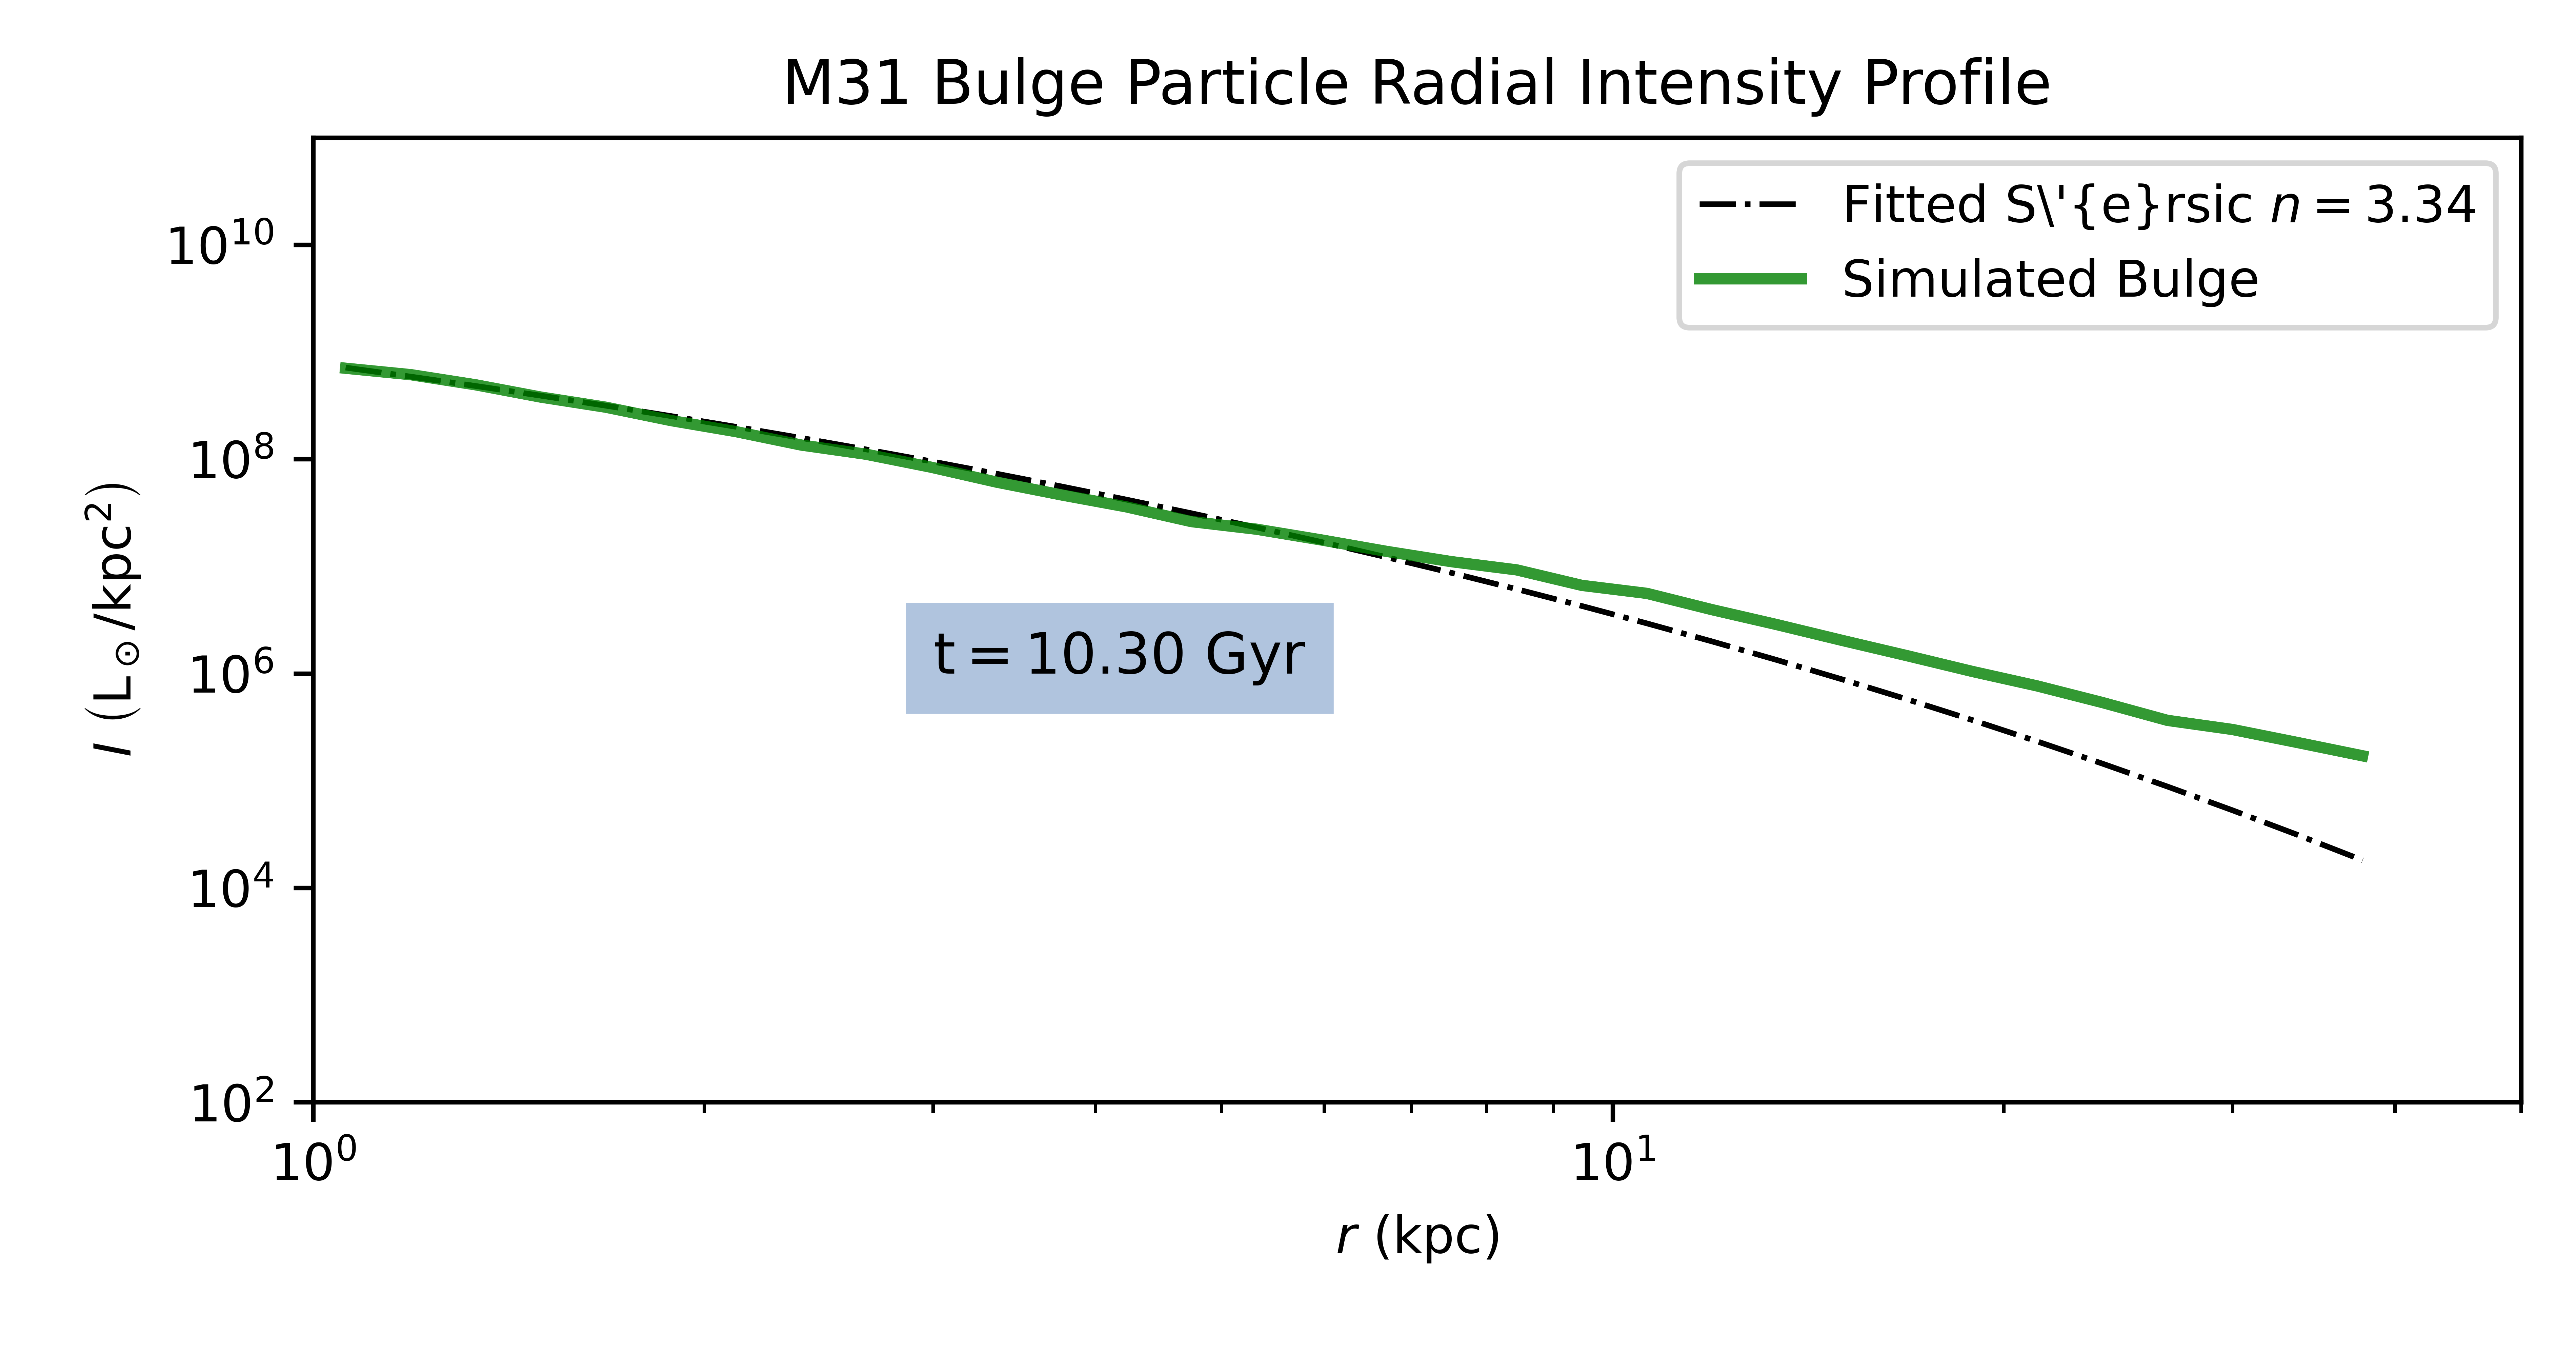 M31 Bulge Particle Radial Intensity Profile
Fitted S\'{e}rsic n = 3.34
Simulated Bulge
10¹⁰
10⁸
10⁶
10⁴
10²
I (L☉/kpc²)
t = 10.30 Gyr
10⁰
10¹
r (kpc)